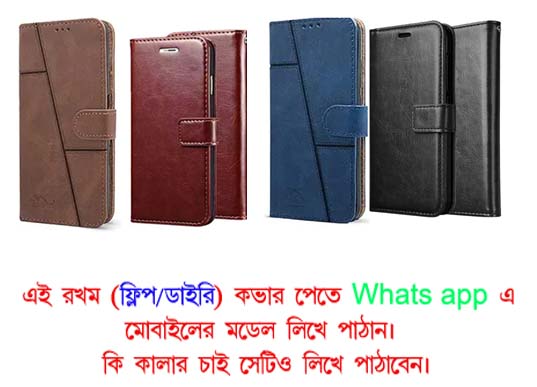 এই রখম (ফ্লিপ/ডাইরি) কভার পেতে Whats app এ
মোবাইলের মডেল লিখে পাঠান।
কি কালার চাই সেটিও লিখে পাঠাবেন।